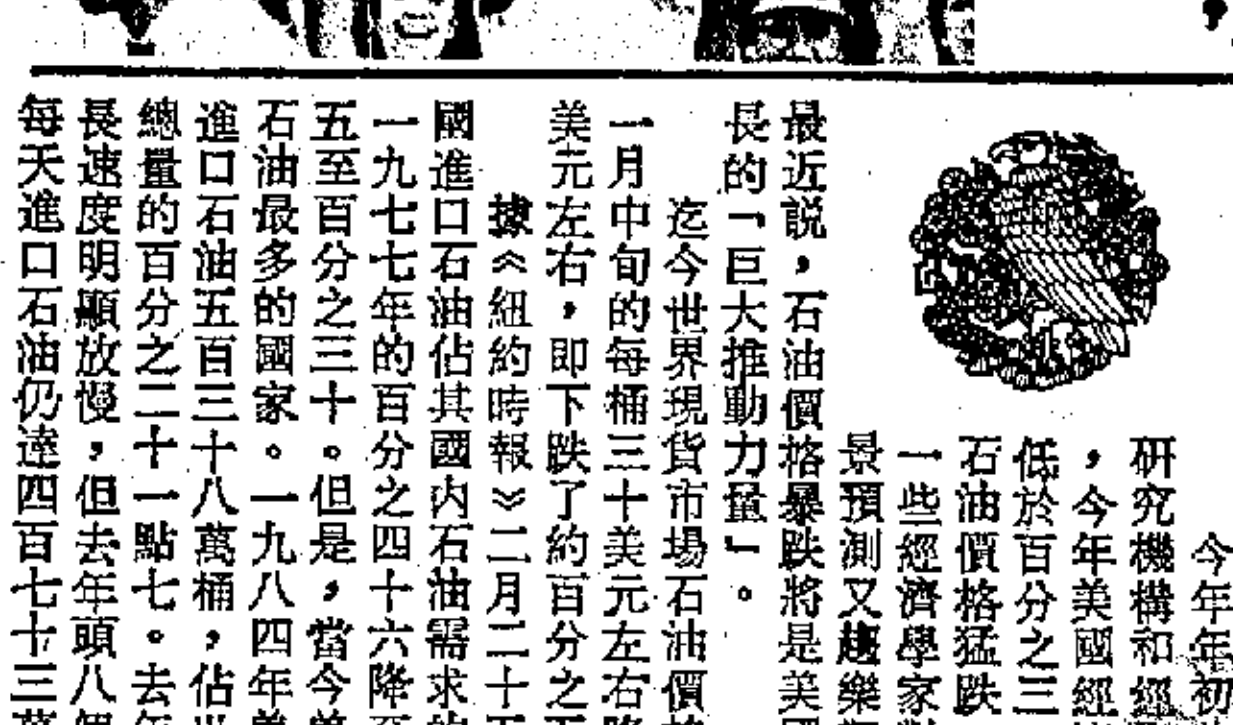 今年年初
研究機構和經
，今年美國經
低於百分之三
石油價格猛跌
一些經濟學家
景預測又趨樂
最近說，石油價格暴跌將是美
長的「巨大推動力量」。
迄今世界現貨市場石油價
一月中旬的每桶三十美元左右
美元左右，即下跌了約百分之
據《紐約時報》二月二十
國進口石油佔其國內石油需求
一九七七年的百分之四十六降
五至百分之三十。但是，當今
石油最多的國家。一九八四年
進口石油五百三十八萬桶，佔
總量的百分之二十一點七。去
長速度明顯放慢，但去年頭八
每天進口石油仍達四百七十三